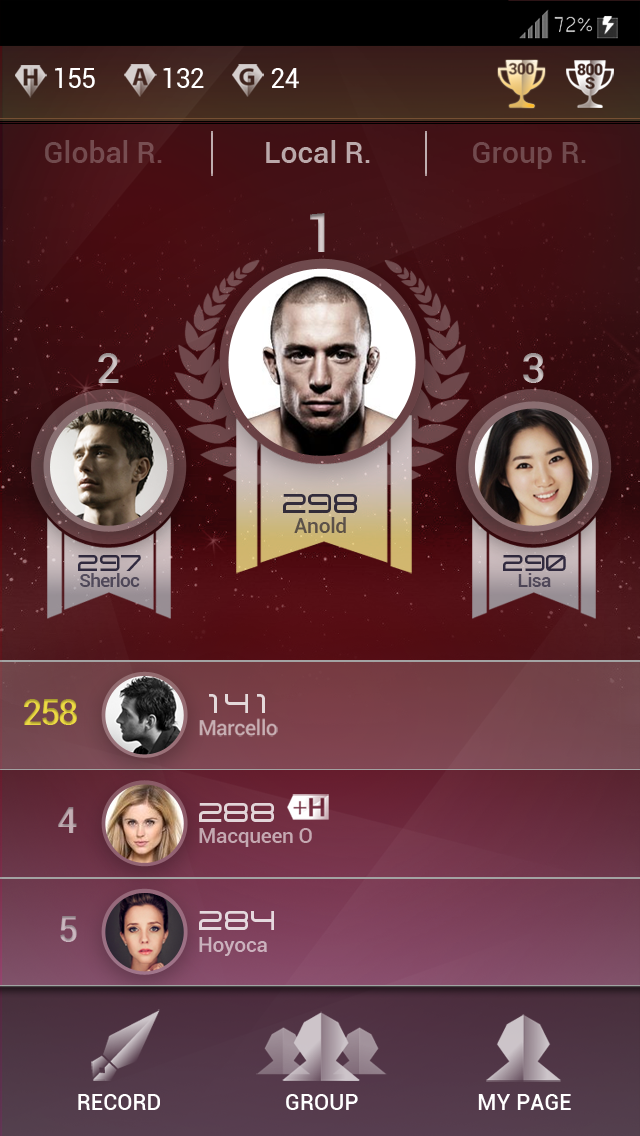 72%
H 155 A 132 G 24 300 800 S
Global R. Local R. Group R.
1
2
3
298
Anold
297
Sherloc
290
Lisa
258 141
Marcello
4 288 +H
Macqueen O
5 284
Hoyoca
RECORD GROUP MY PAGE